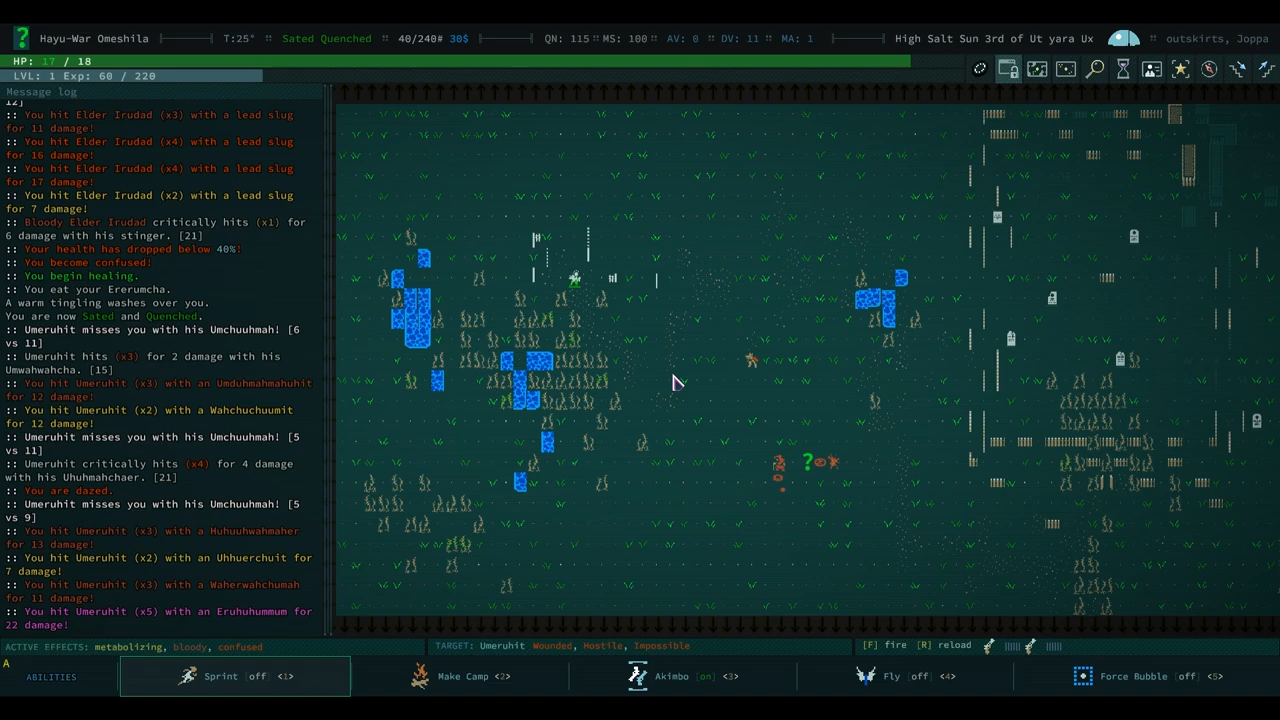 ? Hayu-War Omeshila T:25° Sated Quenched 40/240# 30$ QN: 115 MS: 100 AV: 0 DV: 11 MA: 1 High Salt Sun 3rd of Ut yara Ux outskirts, Joppa
HP: 17 / 18
LVL: 1 Exp: 60 / 220
Message log
12]
:: You hit Elder Irudad (x3) with a lead slug
for 11 damage!
:: You hit Elder Irudad (x4) with a lead slug
for 16 damage!
:: You hit Elder Irudad (x4) with a lead slug
for 17 damage!
:: You hit Elder Irudad (x2) with a lead slug
for 7 damage!
:: Bloody Elder Irudad critically hits (x1) for
6 damage with his stinger. [21]
:: Your health has dropped below 40%!
:: You become confused!
:: You begin healing.
:: You eat your Ererumcha.
A warm tingling washes over you.
:: You are now Sated and Quenched.
:: Umeruhit misses you with his Umchuuhmah! [6
vs 11]
:: Umeruhit hits (x3) for 2 damage with his
Umwahwahcha. [15]
:: You hit Umeruhit (x3) with an Umduhmahmahuhit
for 12 damage!
:: You hit Umeruhit (x2) with a Wahchuchuumit
for 12 damage!
:: Umeruhit misses you with his Umchuuhmah! [5
vs 11]
:: Umeruhit critically hits (x4) for 4 damage
with his Uhuhmahchaer. [21]
:: You are dazed.
:: Umeruhit misses you with his Umchuuhmah! [5
vs 9]
:: You hit Umeruhit (x3) with a Huhuuhwahmaher
for 13 damage!
:: You hit Umeruhit (x2) with an Uhhuerchuit for
7 damage!
:: You hit Umeruhit (x3) with a Waherwahchumah
for 11 damage!
:: You hit Umeruhit (x5) with an Eruhuhummum for
22 damage!
?
ACTIVE EFFECTS: metabolizing, bloody, confused TARGET: Umeruhit Wounded, Hostile, Impossible [F] fire [R] reload
A
ABILITIES Sprint [off] <1> Make Camp <2> Akimbo [on] <3> Fly [off] <4> Force Bubble [off] <5>